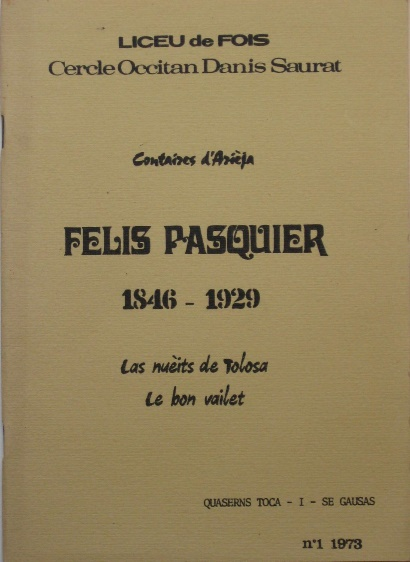 LICEU de FOIS
Cercle Occitan Danis Saurat
Contaires d'Arièja
FELIS PASQUIER
1846 - 1929
Las nuèits de Tolosa
Le bon vailet
QUASERNS TOCA - I - SE GAUSAS
n°1 1973